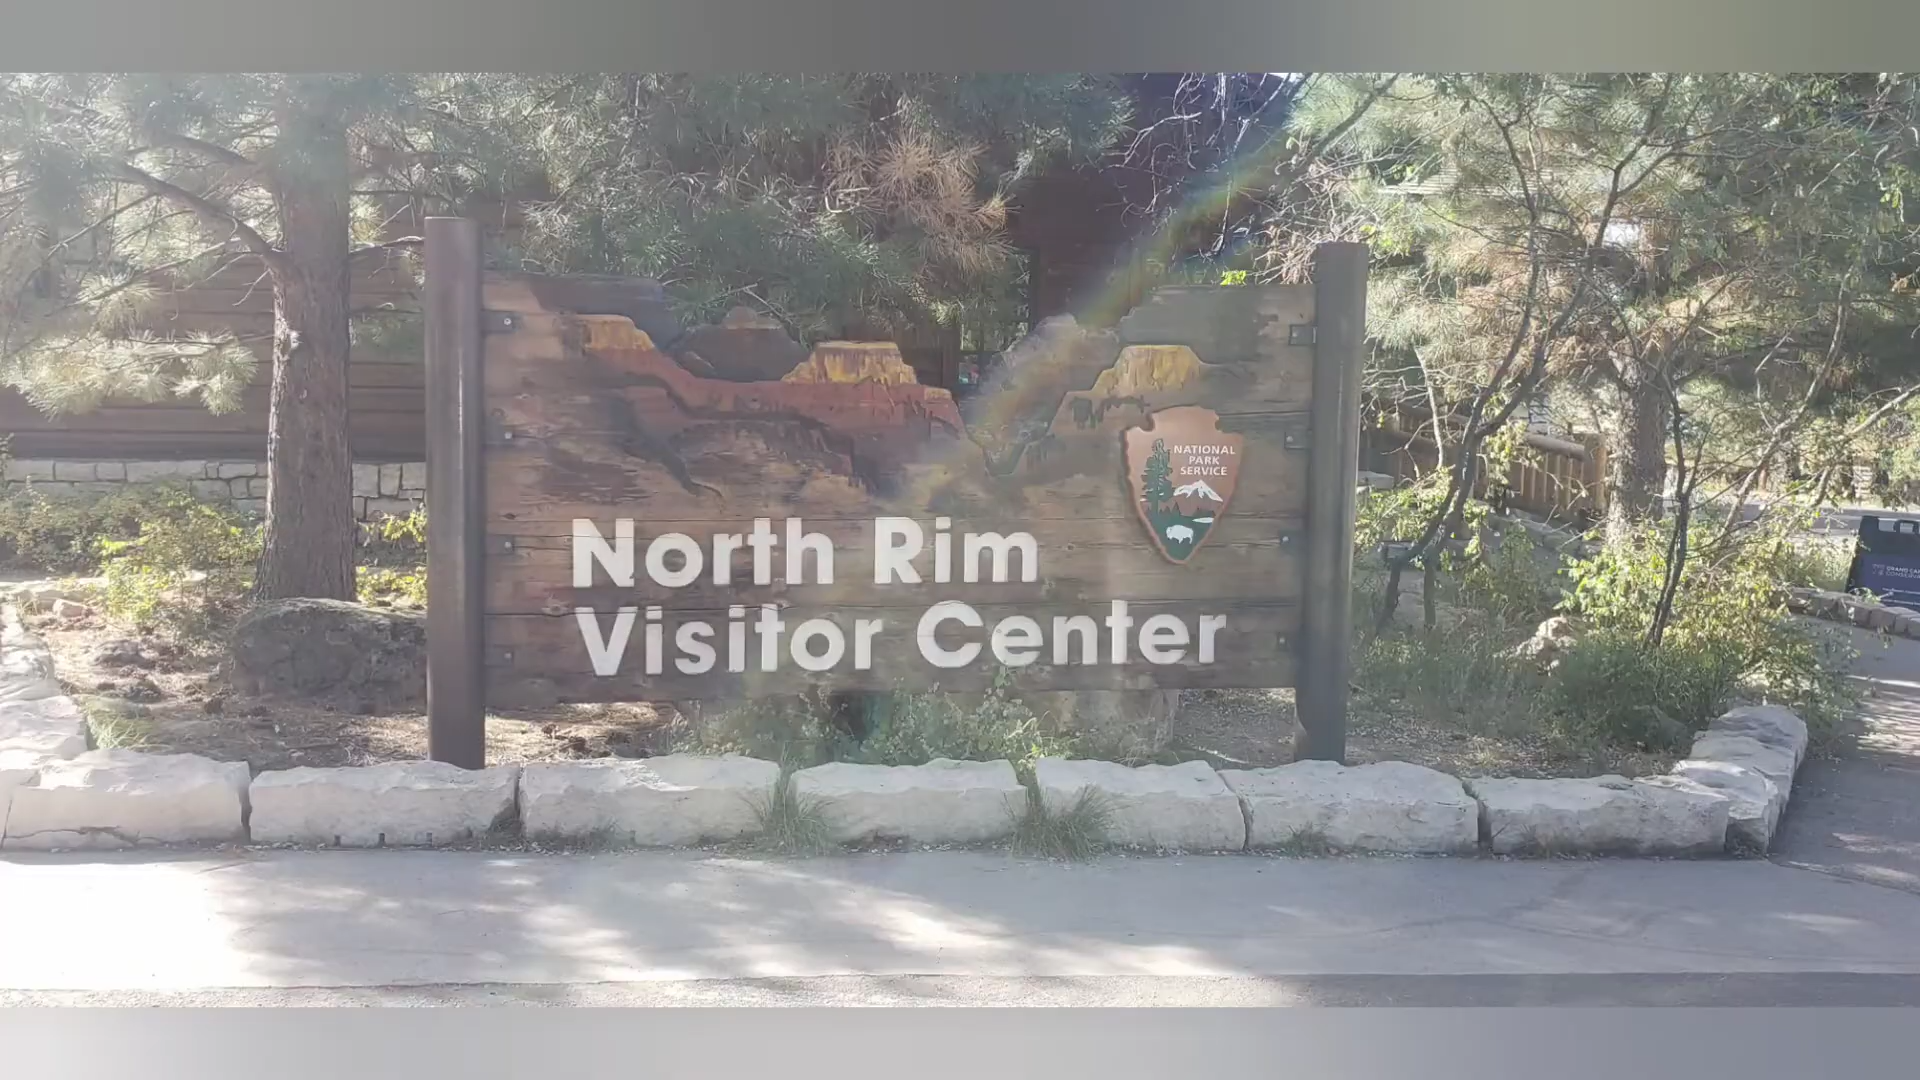 NATIONAL
PARK
SERVICE
North Rim
Visitor Center